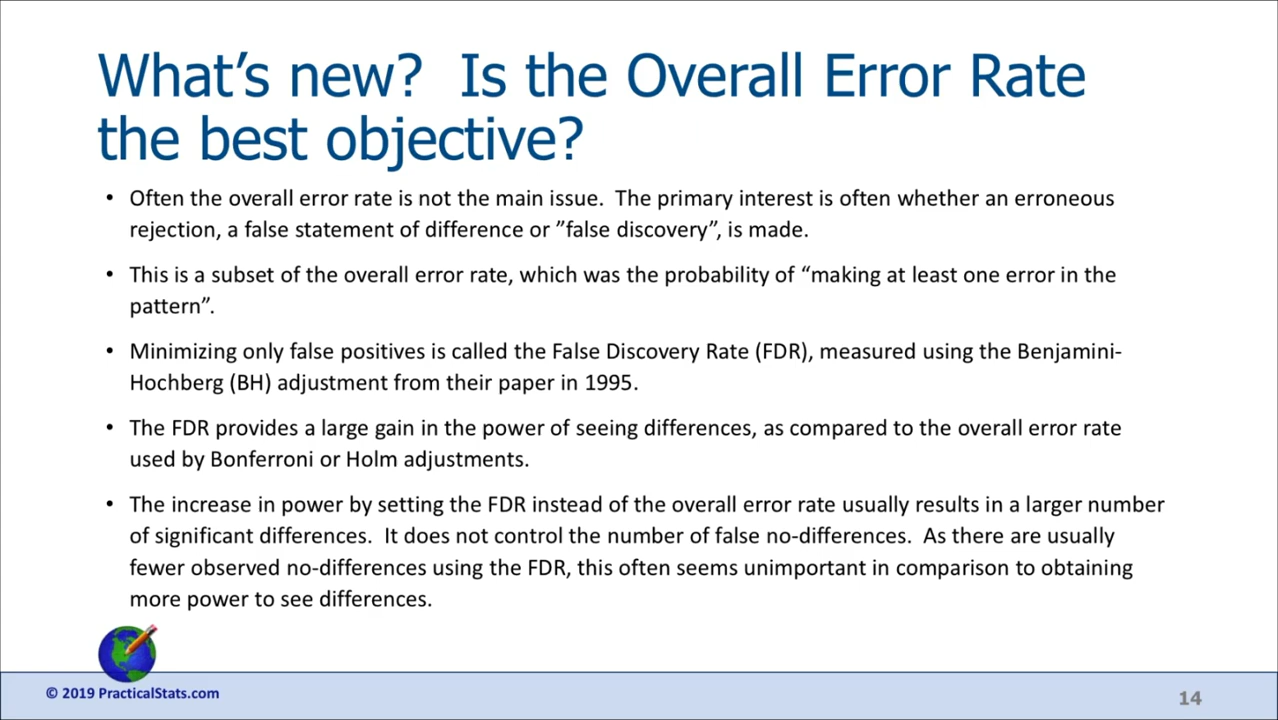 What’s new?  Is the Overall Error Rate
the best objective?
• Often the overall error rate is not the main issue.  The primary interest is often whether an erroneous
rejection, a false statement of difference or ”false discovery”, is made.
• This is a subset of the overall error rate, which was the probability of “making at least one error in the
pattern”.
• Minimizing only false positives is called the False Discovery Rate (FDR), measured using the Benjamini-
Hochberg (BH) adjustment from their paper in 1995.
• The FDR provides a large gain in the power of seeing differences, as compared to the overall error rate
used by Bonferroni or Holm adjustments.
• The increase in power by setting the FDR instead of the overall error rate usually results in a larger number
of significant differences.  It does not control the number of false no-differences.  As there are usually
fewer observed no-differences using the FDR, this often seems unimportant in comparison to obtaining
more power to see differences.
© 2019 PracticalStats.com
14